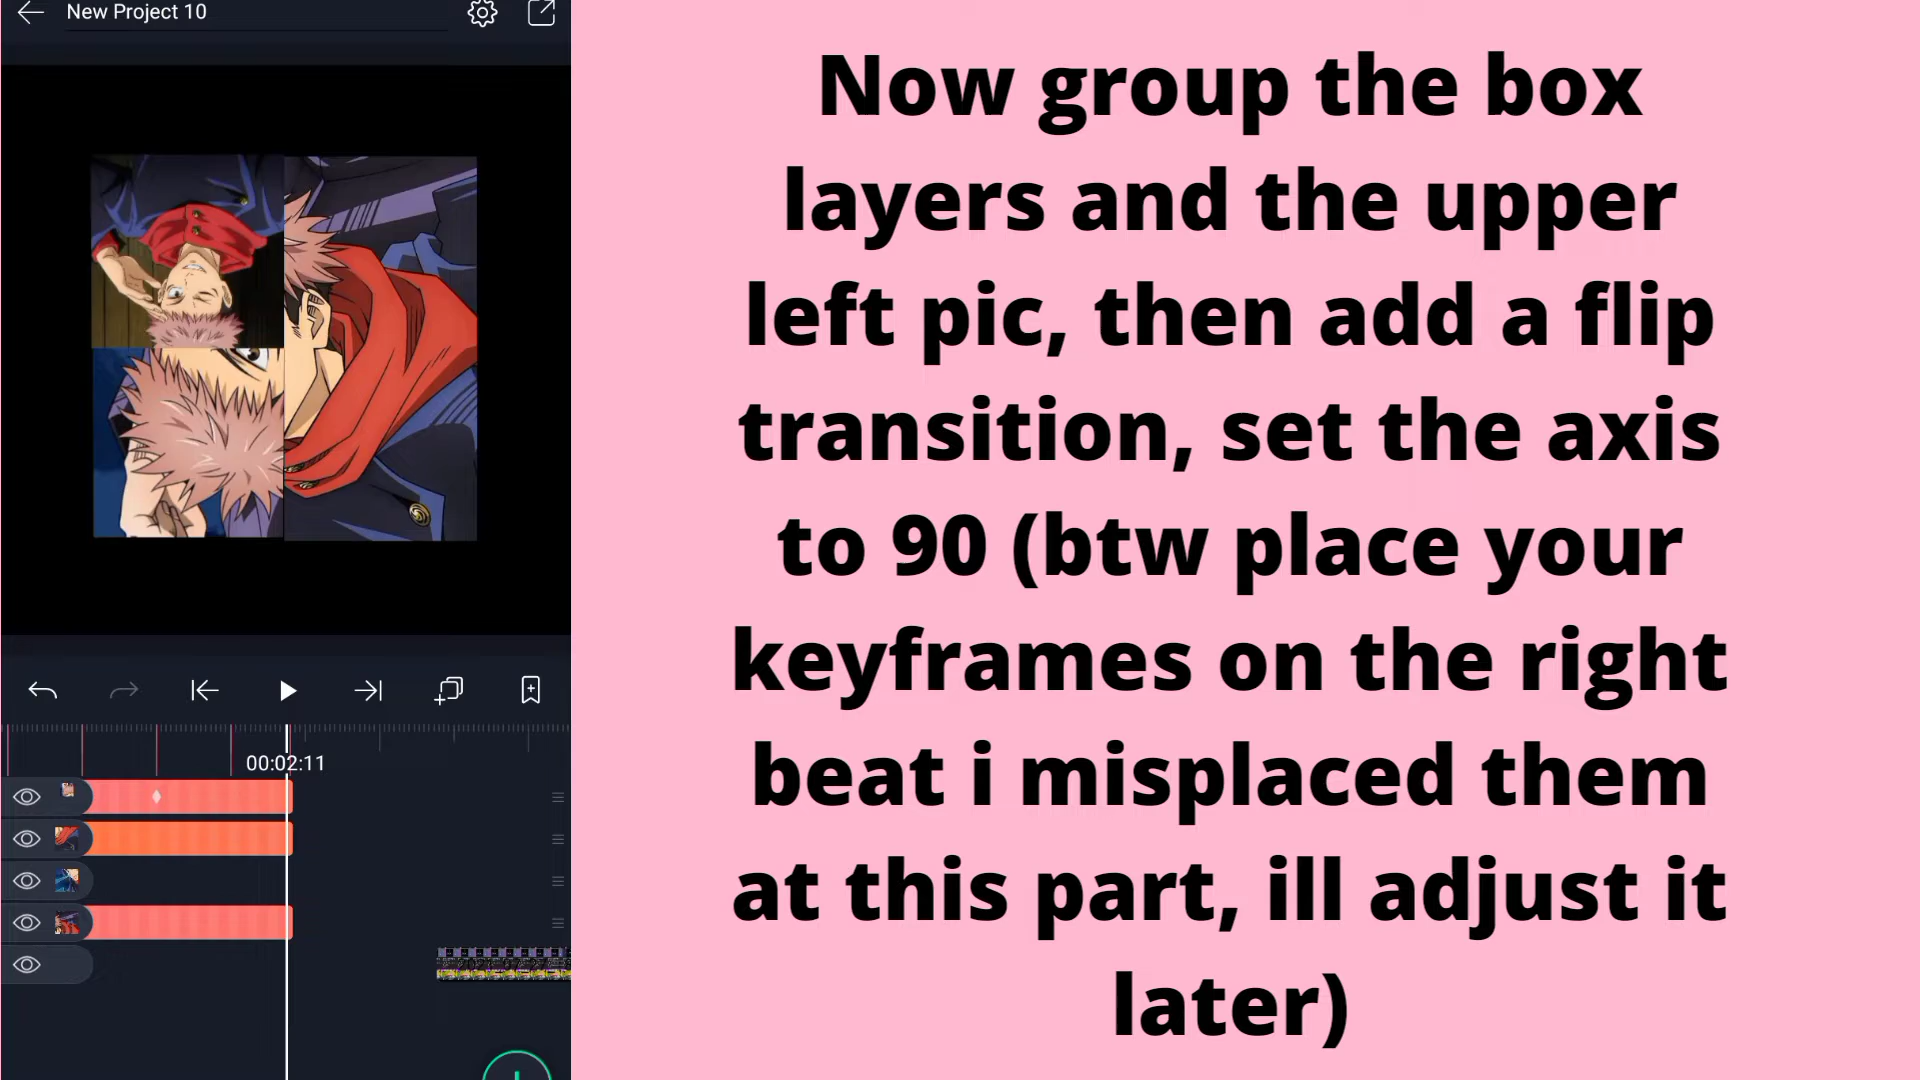 New Project 10
Now group the box
layers and the upper
left pic, then add a flip
transition, set the axis
to 90 (btw place your
keyframes on the right
beat i misplaced them
at this part, ill adjust it
later)
00:02:11